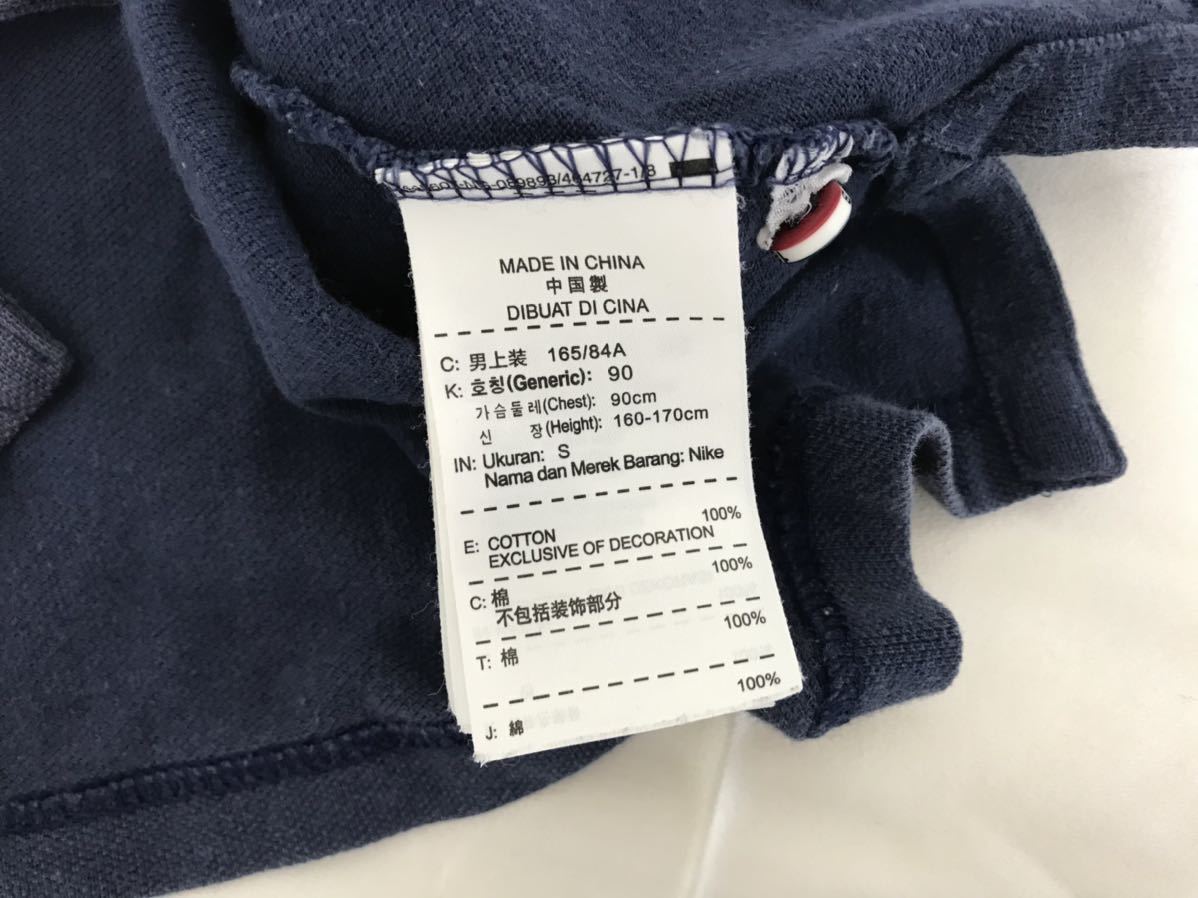 MADE IN CHINA
中国製
DIBUAT DI CINA
C: 男上装 165/84A
K: 호칭(Generic): 90
가슴둘레(Chest): 90cm
신 장(Height): 160-170cm
IN: Ukuran: S
Nama dan Merek Barang: Nike
100%
E: COTTON
EXCLUSIVE OF DECORATION
100%
C: 棉
不包括装饰部分
100%
T: 棉
100%
J: 綿